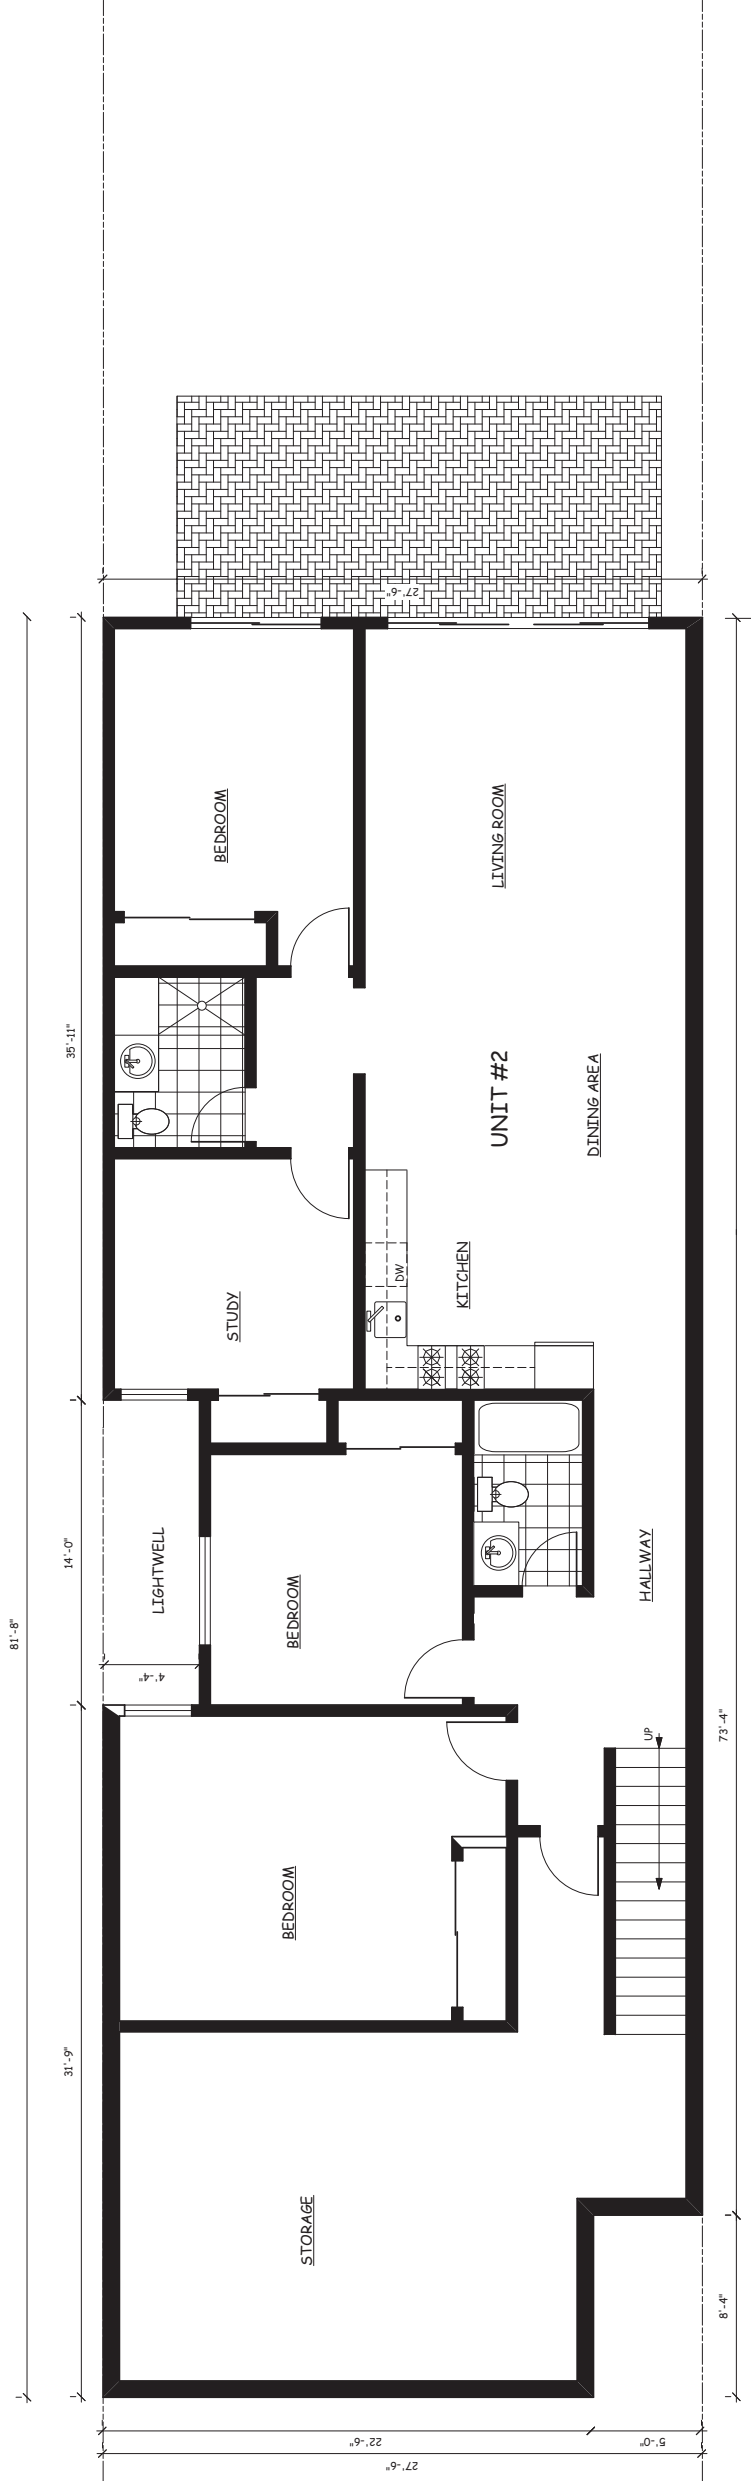 27'-6"
BEDROOM
LIVING ROOM
35'-11"
UNIT #2
DINING AREA
DW
KITCHEN
STUDY
14'-0"
LIGHTWELL
HALLWAY
BEDROOM
81'-8"
4'-4"
73'-4"
UP
BEDROOM
31'-9"
STORAGE
8'-4"
22'-6"
5'-0"
27'-6"